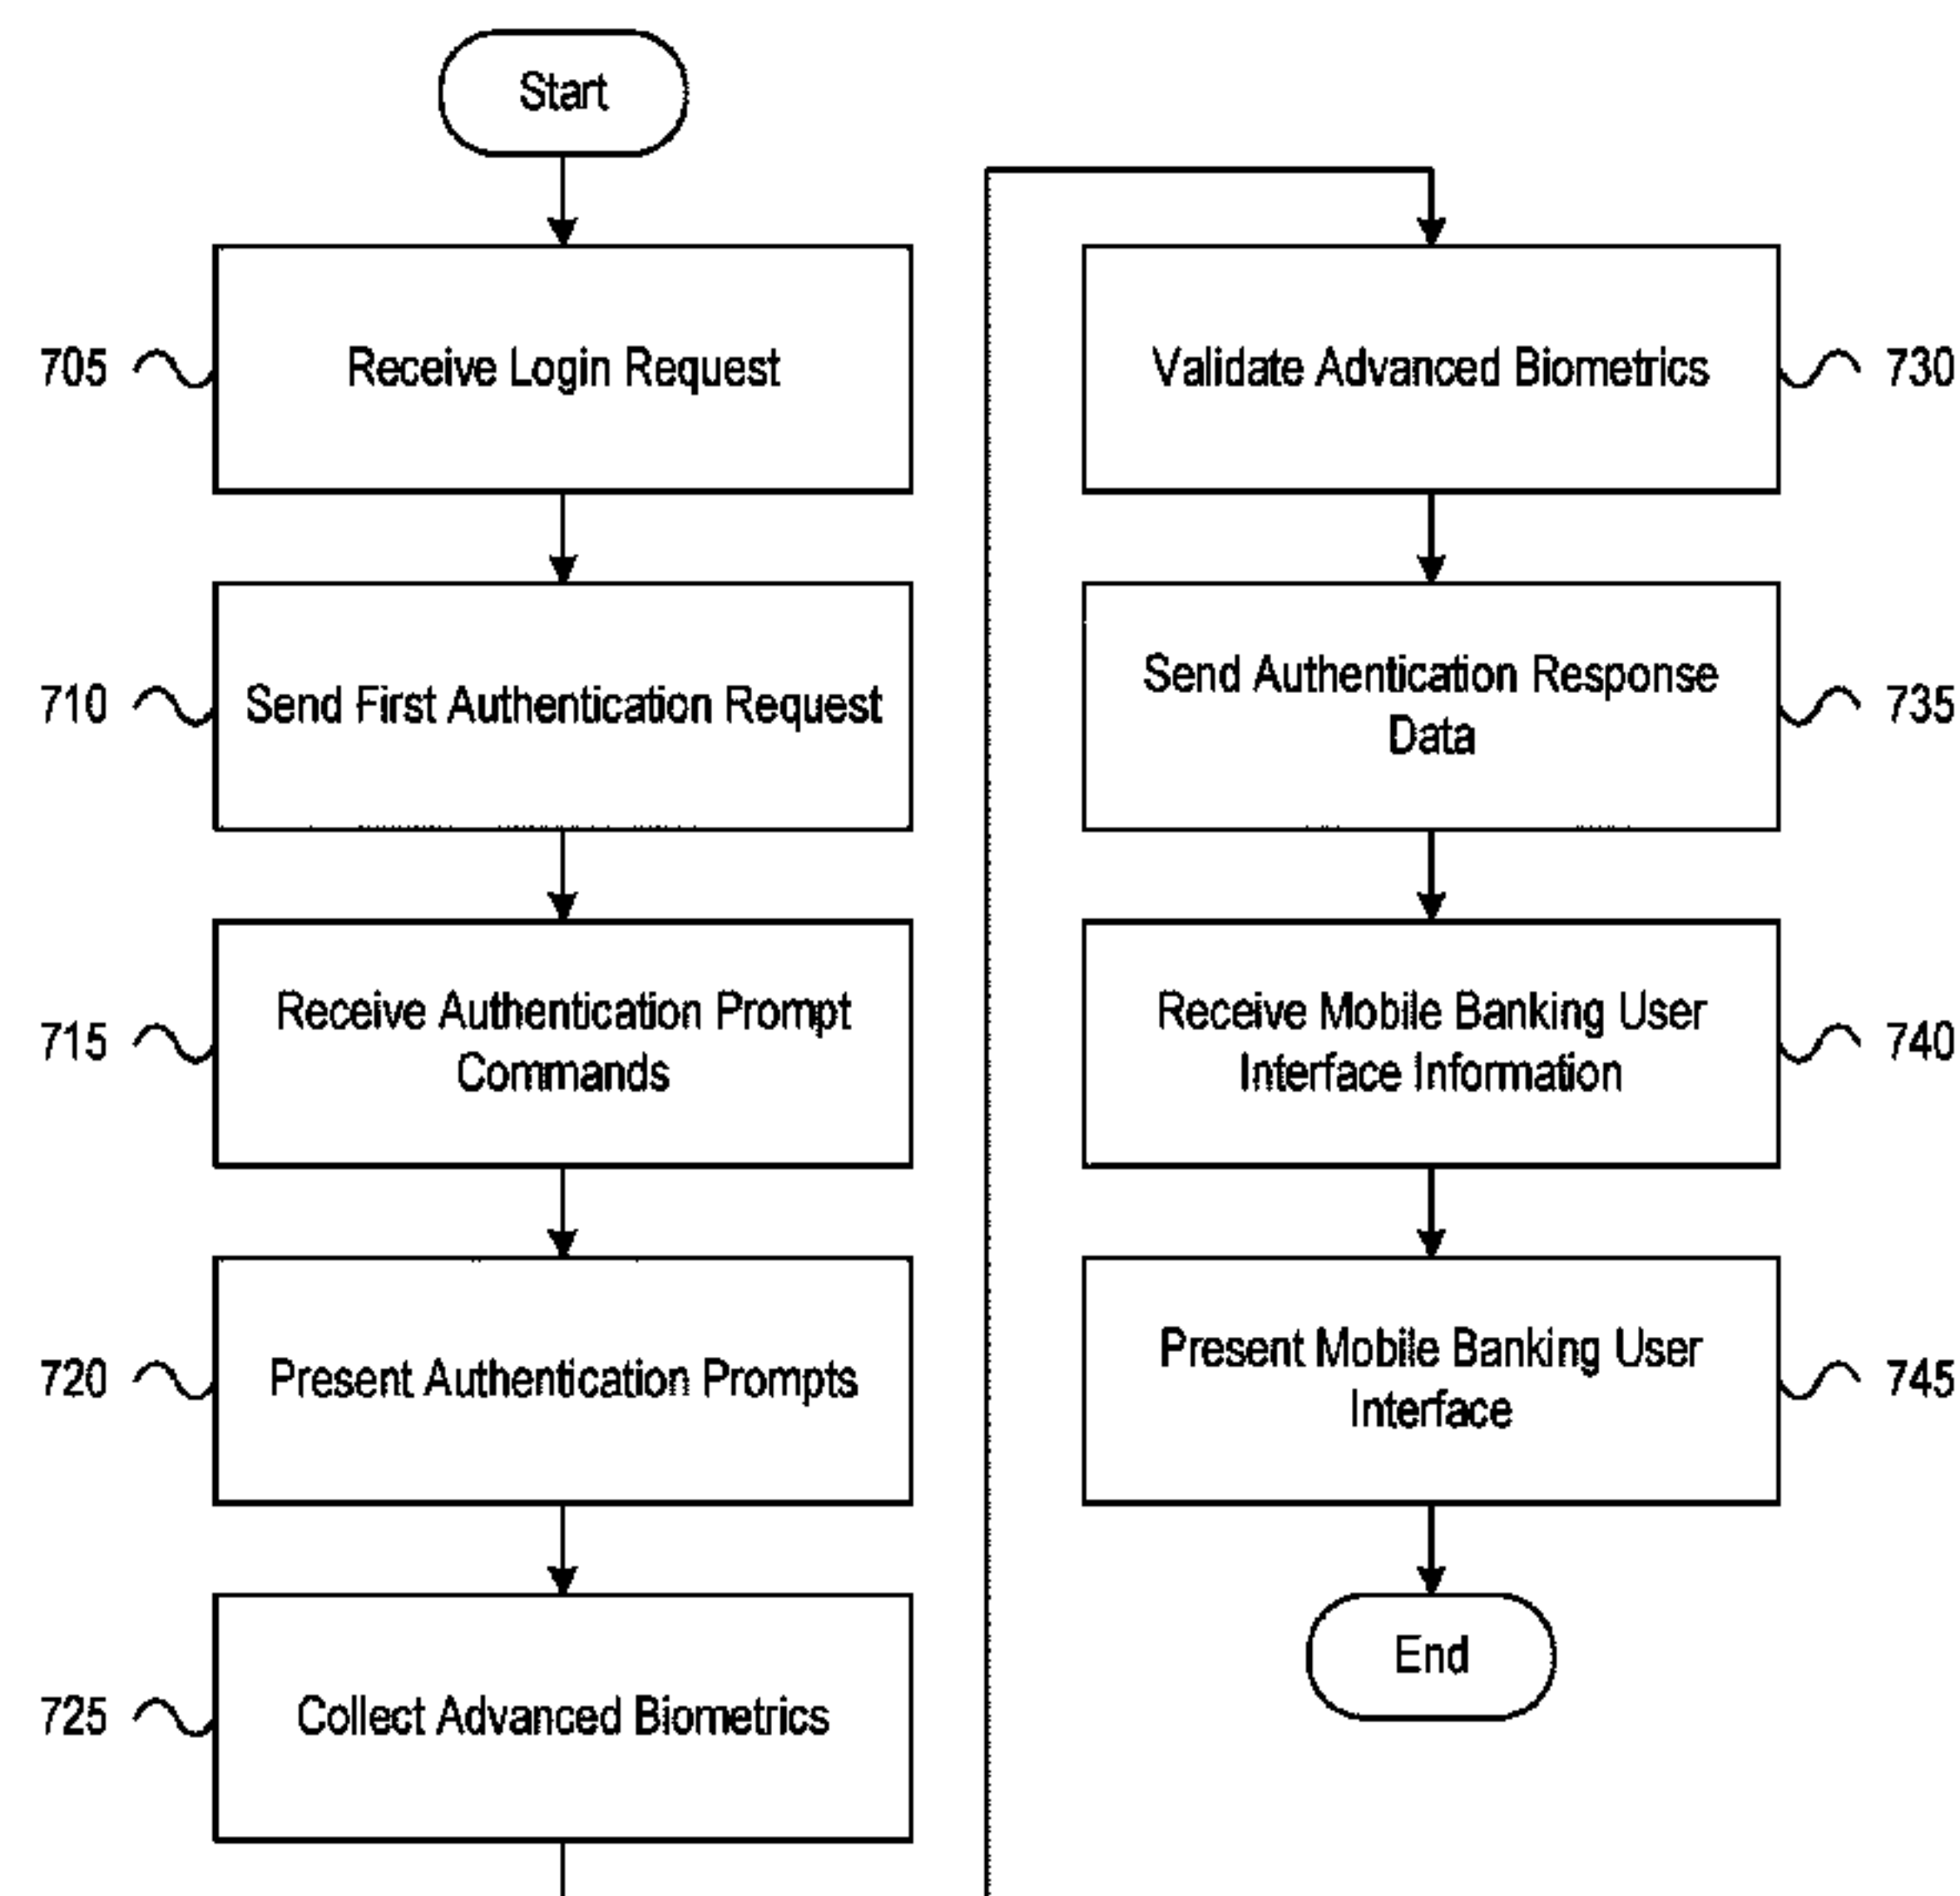 Start
705
Receive Login Request
710
Send First Authentication Request
715
Receive Authentication Prompt
Commands
720
Present Authentication Prompts
725
Collect Advanced Biometrics
Validate Advanced Biometrics
730
Send Authentication Response
Data
735
Receive Mobile Banking User
Interface Information
740
Present Mobile Banking User
Interface
745
End